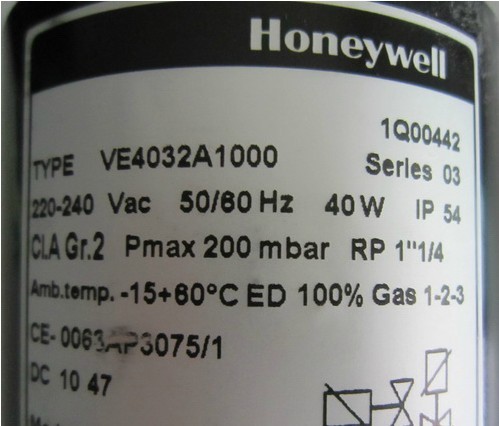 Honeywell
1Q00442
TYPE VE4032A1000 Series 03
220-240 Vac 50/60 Hz 40W IP 54
CLA Gr.2 Pmax 200 mbar RP 1"1/4
Amb.temp. -15+60°C ED 100% Gas 1-2-3
CE-0063AP3075/1
DC 10 47